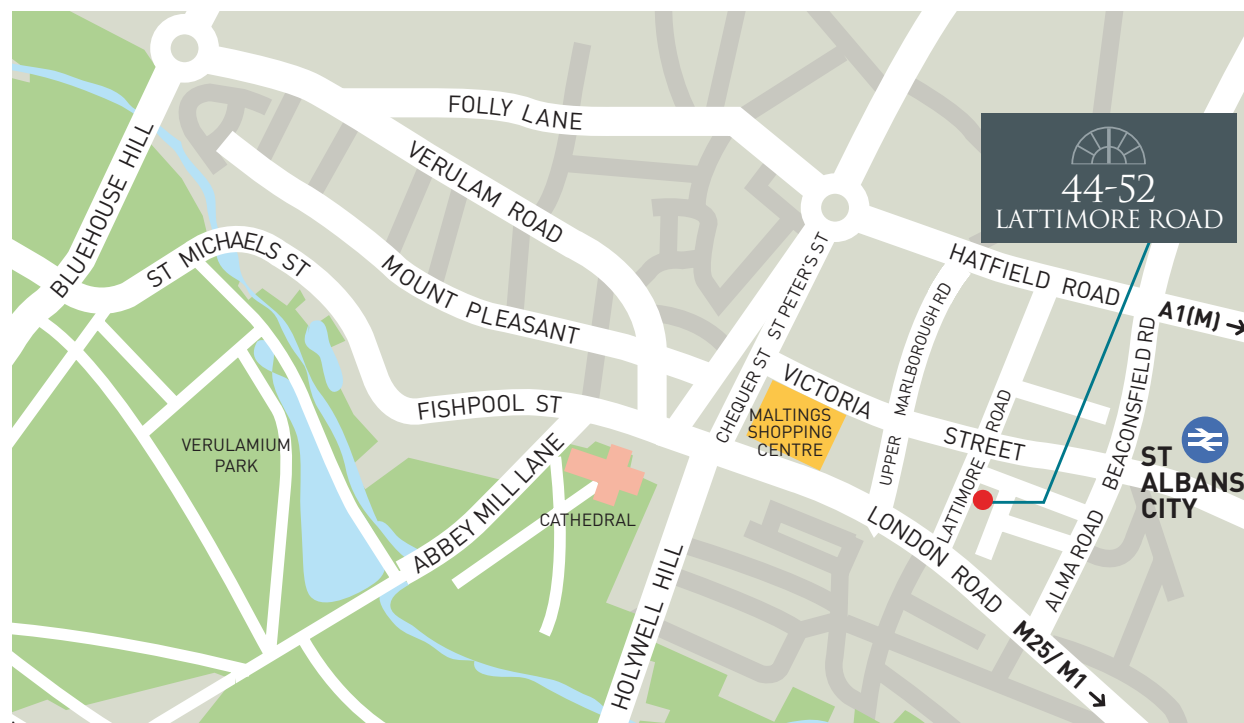 FOLLY LANE
BLUEHOUSE HILL
VERULAM ROAD
44-52
LATTIMORE ROAD
ST MICHAELS ST
MOUNT PLEASANT
HATFIELD ROAD
A1(M) →
ST PETER'S ST
CHEQUER ST
UPPER MARLBOROUGH RD
BEACONSFIELD RD
VICTORIA STREET
FISHPOOL ST
MALTINGS
SHOPPING
CENTRE
VERULAMIUM
PARK
LATTIMORE ROAD
ST
ALBANS
CITY
ABBEY MILL LANE
CATHEDRAL
LONDON ROAD
ALMA ROAD
HOLYWELL HILL
M25/ M1 →